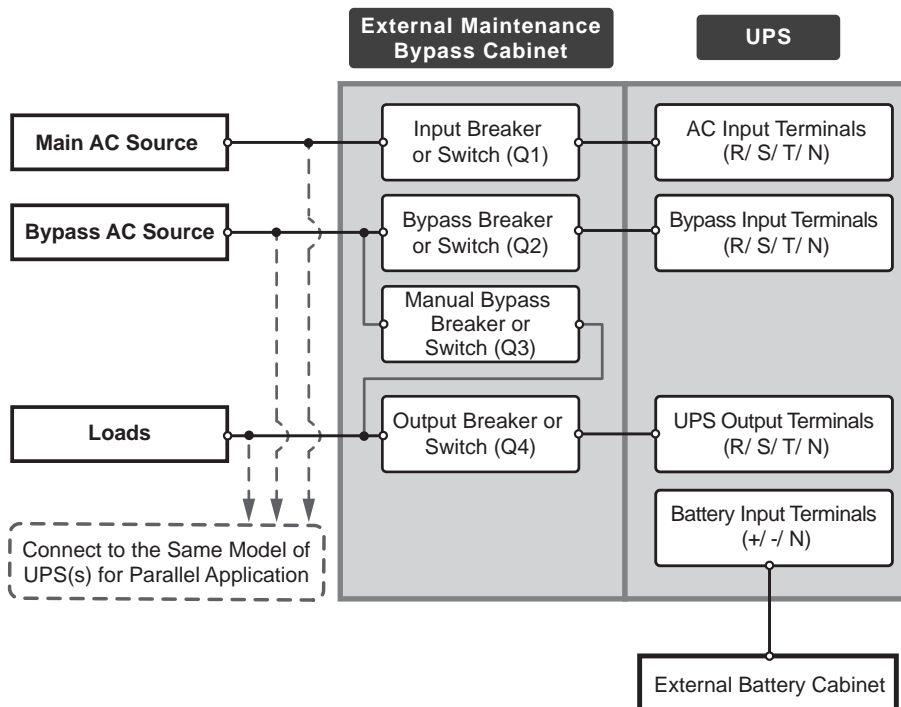 External Maintenance
Bypass Cabinet
UPS
Main AC Source
Input Breaker
or Switch (Q1)
AC Input Terminals
(R/ S/ T/ N)
Bypass AC Source
Bypass Breaker
or Switch (Q2)
Bypass Input Terminals
(R/ S/ T/ N)
Manual Bypass
Breaker or
Switch (Q3)
Loads
Output Breaker or
Switch (Q4)
UPS Output Terminals
(R/ S/ T/ N)
Battery Input Terminals
(+/ -/ N)
Connect to the Same Model of
UPS(s) for Parallel Application
External Battery Cabinet